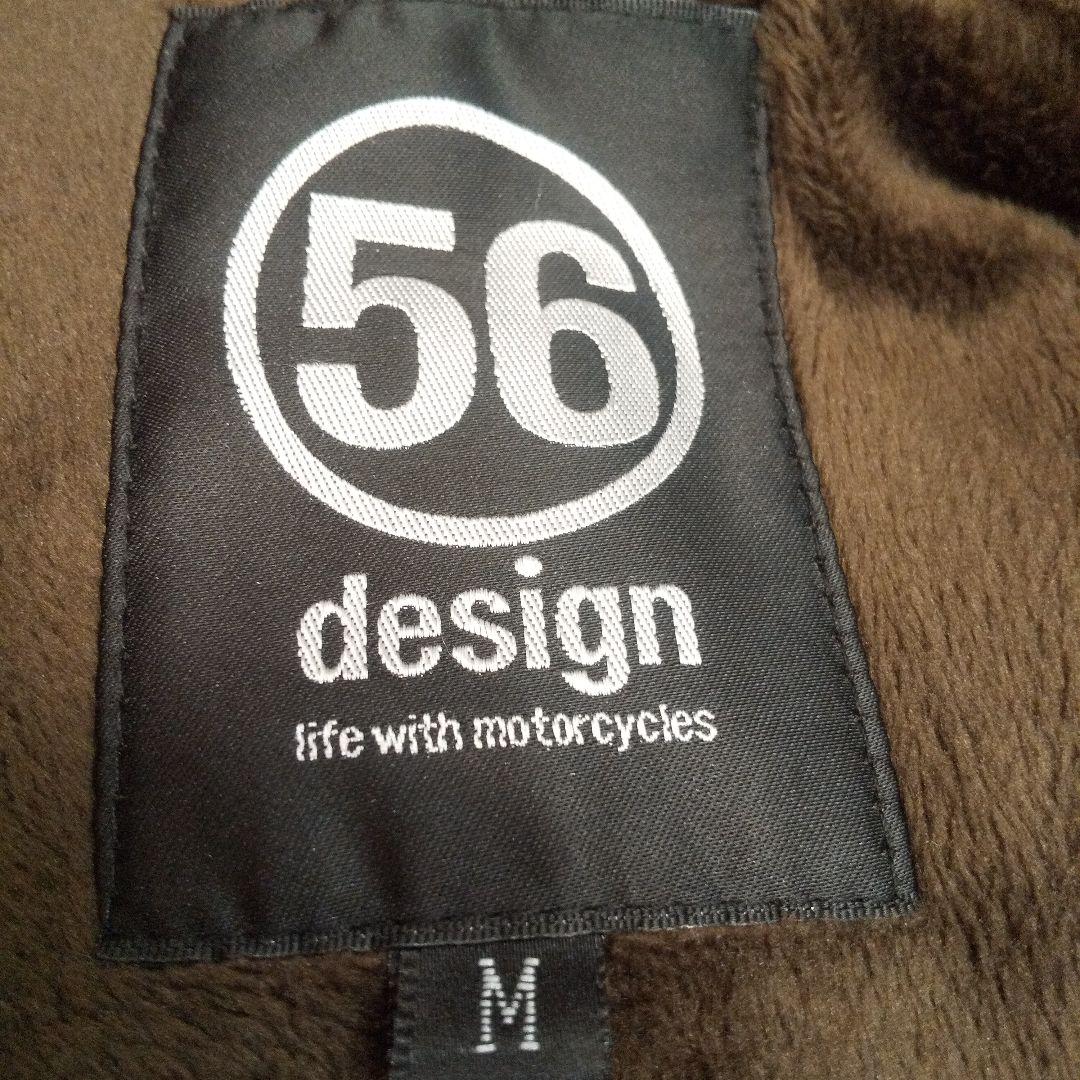 56
design
life with motorcycles
M